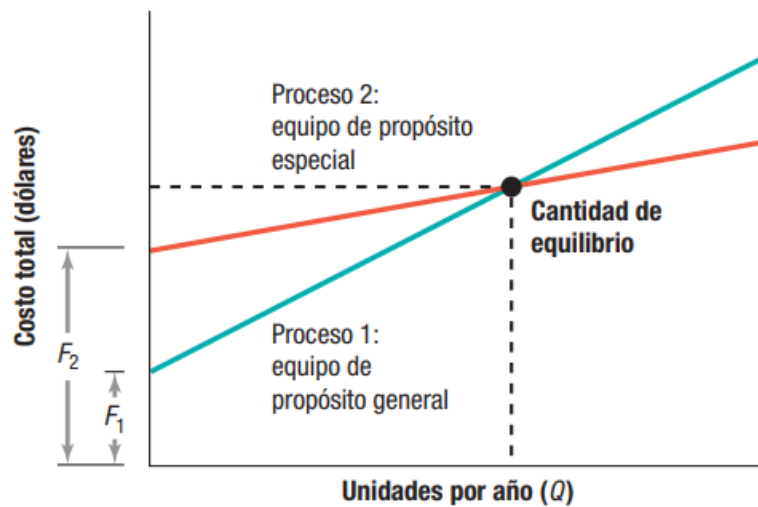 Proceso 2:
equipo de propósito
especial
Costo total (dólares)
Cantidad de
equilibrio
F2
Proceso 1:
equipo de
propósito general
F1
Unidades por año (Q)